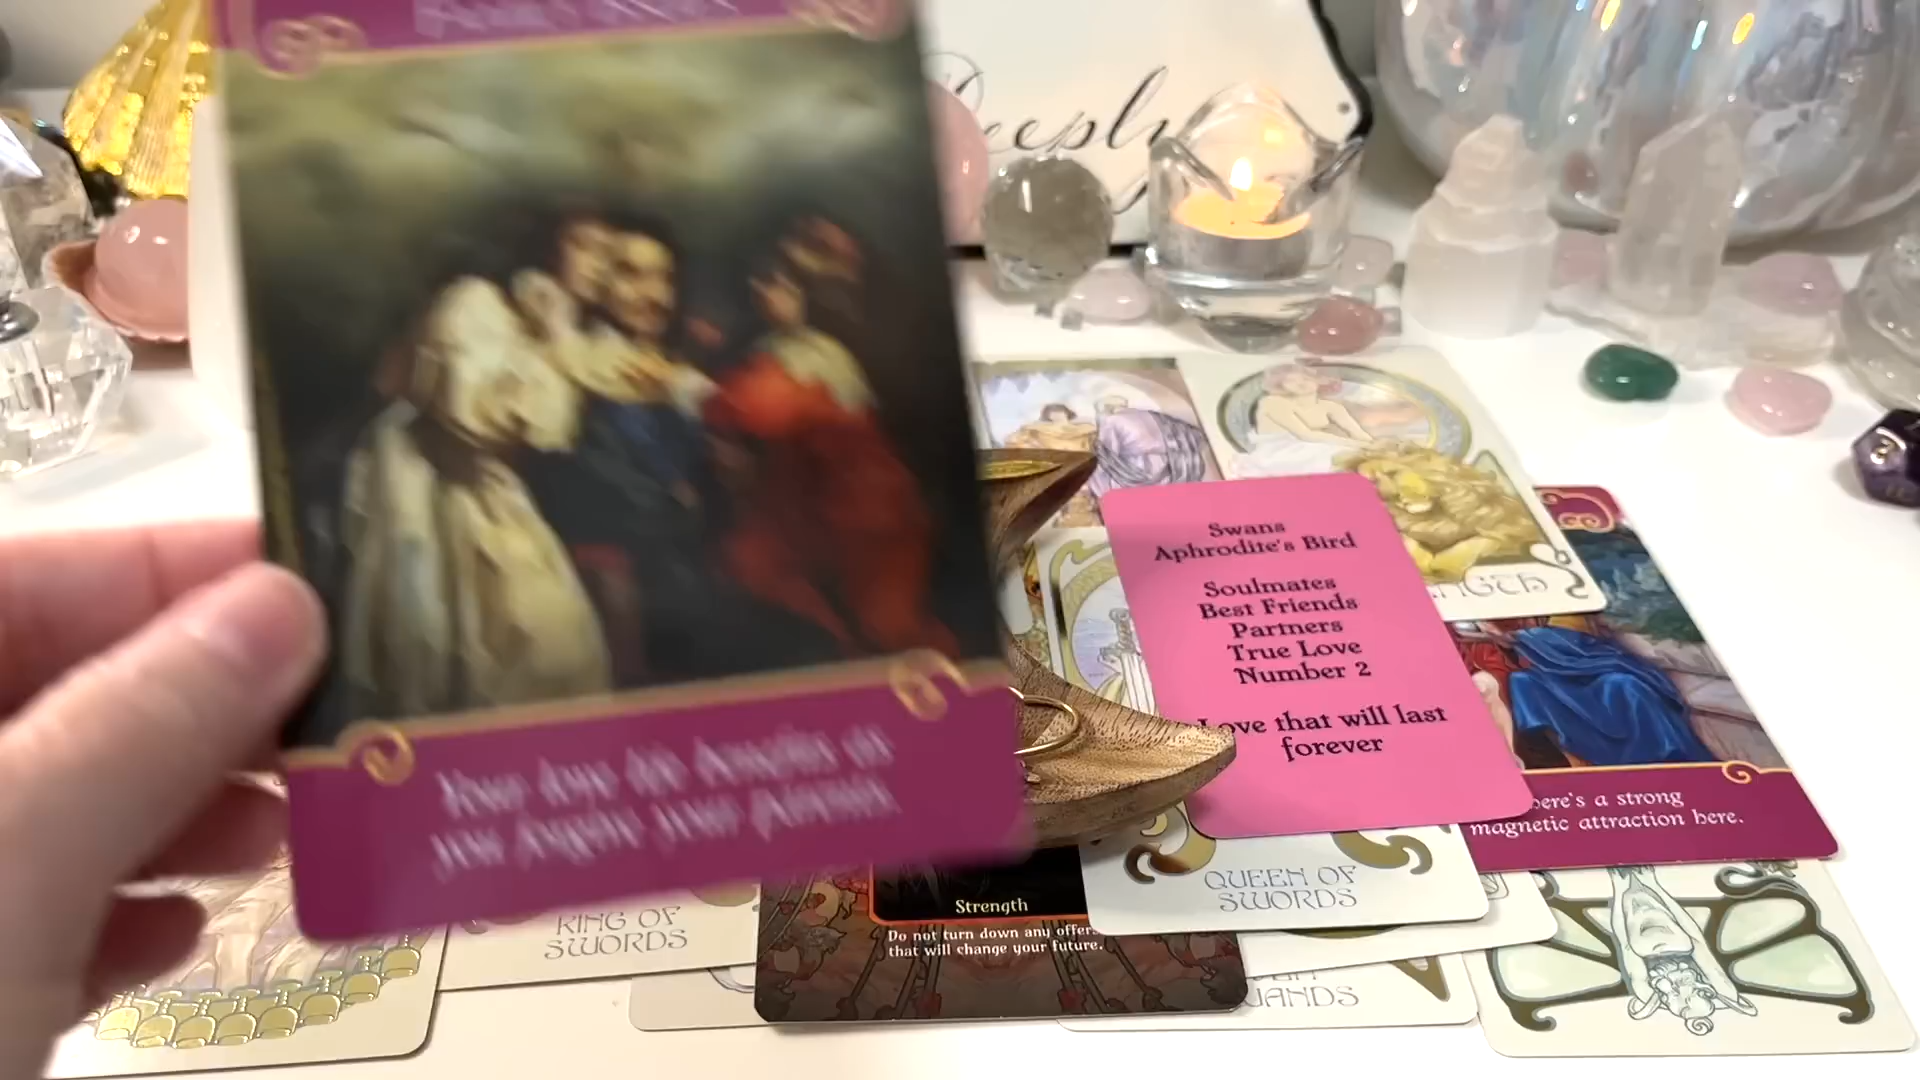 Deeply
NGTH
Swans
Aphrodite's Bird
Soulmates
Best Friends
Partners
True Love
Number 2
Love that will last
forever
here's a strong
magnetic attraction here.
QUEEN OF
SWORDS
KING OF
SWORDS
Strength
Do not turn down any offers
that will change your future.
WANDS